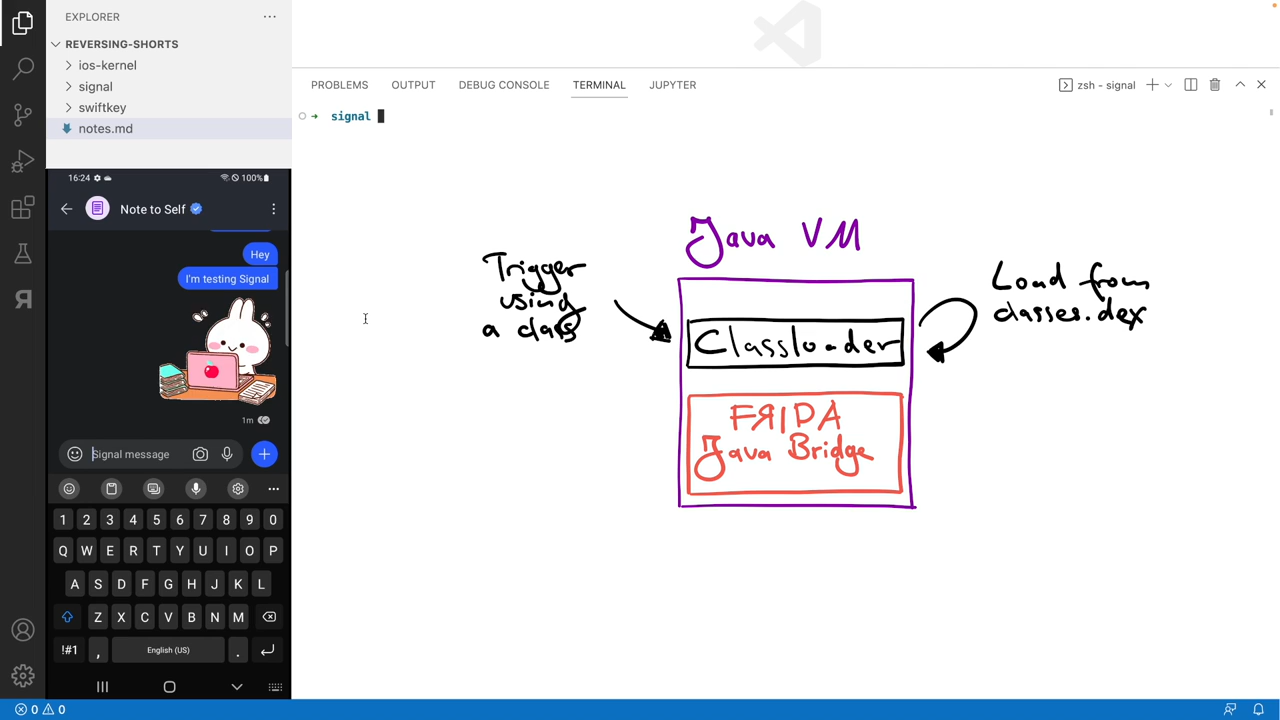 EXPLORER
REVERSING-SHORTS
ios-kernel
signal
swiftkey
notes.md
PROBLEMS
OUTPUT
DEBUG CONSOLE
TERMINAL
JUPYTER
zsh - signal
signal
16:24
100%
Note to Self
Hey
I'm testing Signal
1m
Signal message
1 2 3 4 5 6 7 8 9 0
Q W E R T Y U I O P
A S D F G H J K L
Z X C V B N M
!#1 , English (US) .
Java VM
Trigger
using
a class
Classloader
Load from
classes.dex
FRIDA
Java Bridge
0 0